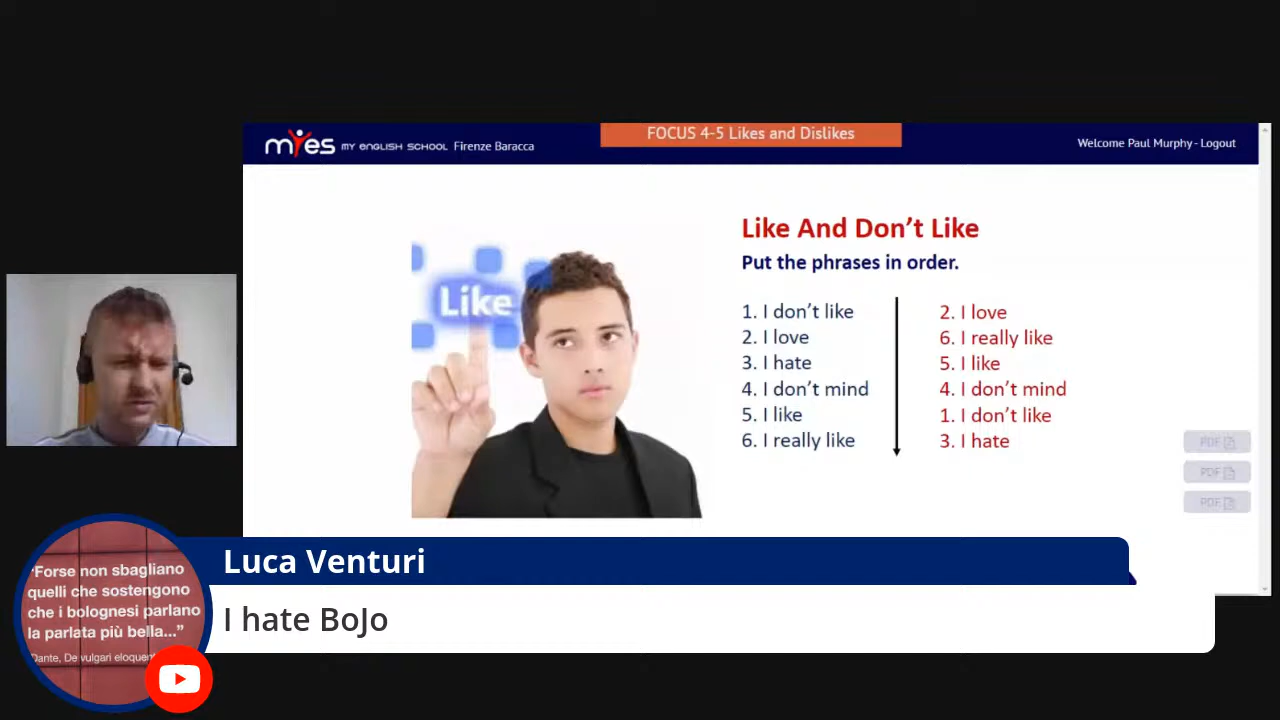 myes MY ENGLISH SCHOOL Firenze Baracca
FOCUS 4-5 Likes and Dislikes
Welcome Paul Murphy - Logout
Like
Like And Don't Like
Put the phrases in order.
1. I don't like
2. I love
3. I hate
4. I don't mind
5. I like
6. I really like
2. I love
6. I really like
5. I like
4. I don't mind
1. I don't like
3. I hate
PDF
PDF
PDF
Luca Venturi
I hate BoJo
"Forse non sbagliano
quelli che sostengono
che i bolognesi parlano
la parlata più bella..."
Dante, De vulgari